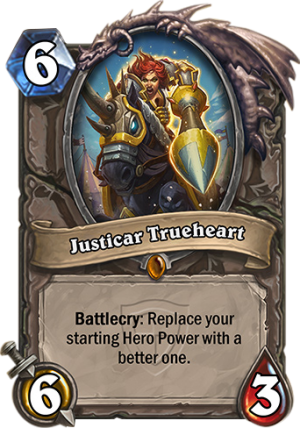 6
Justicar Trueheart
Battlecry: Replace your
starting Hero Power with a
better one.
6
3